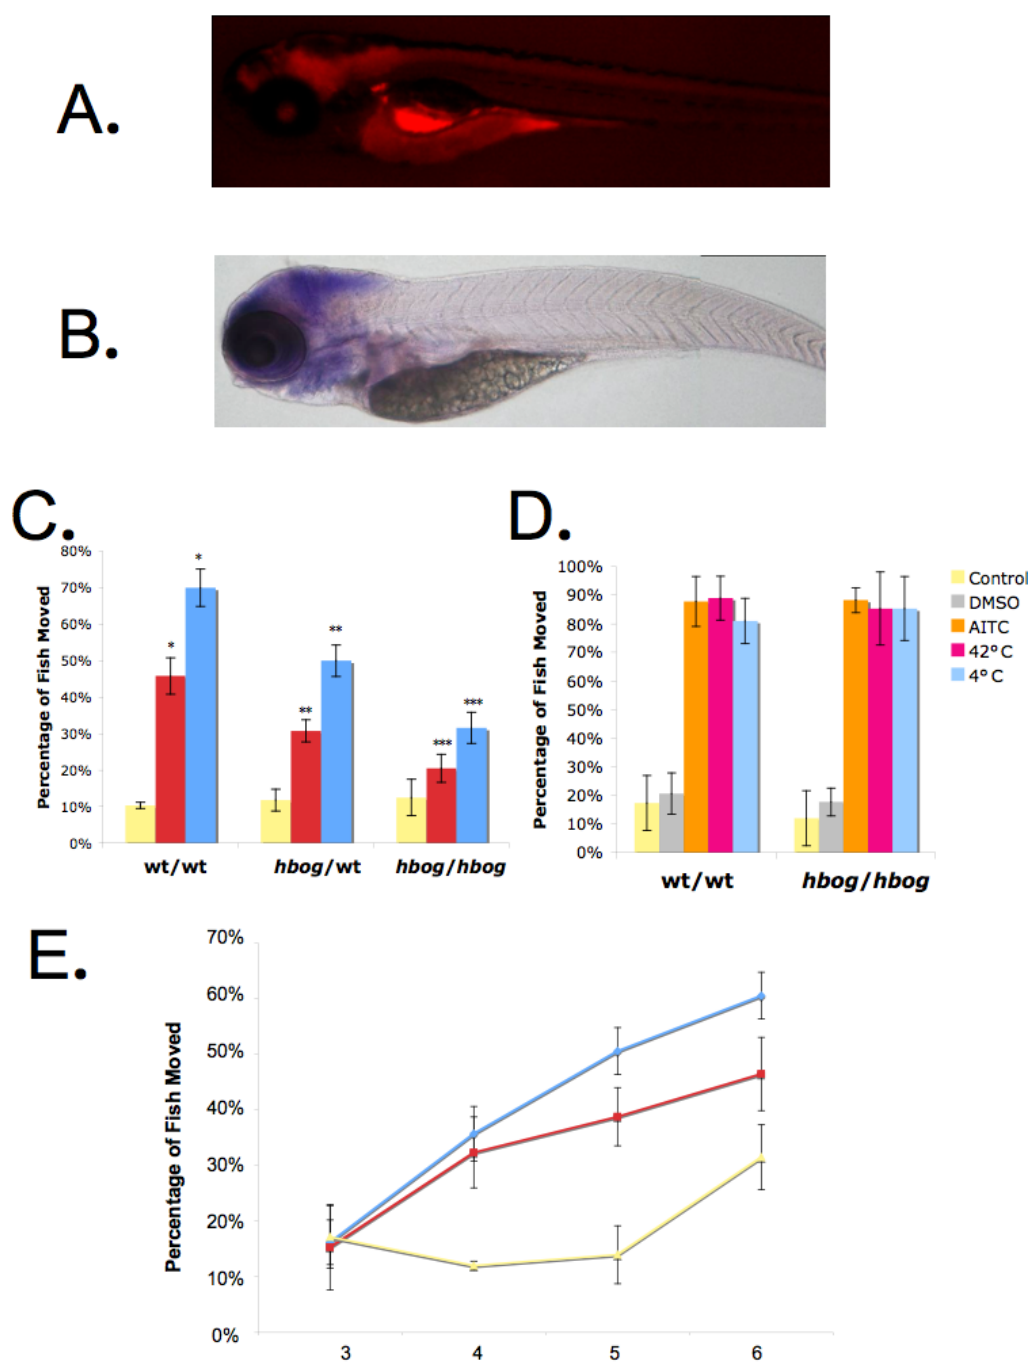 A.
B.
C.
80%
70%
60%
50%
40%
30%
20%
10%
0%
Percentage of Fish Moved
*
*
**
**
***
***
wt/wt
hbog/wt
hbog/hbog
D.
100%
90%
80%
70%
60%
50%
40%
30%
20%
10%
0%
Percentage of Fish Moved
wt/wt
hbog/hbog
Control
DMSO
AITC
42°C
4°C
E.
70%
60%
50%
40%
30%
20%
10%
0%
Percentage of Fish Moved
3
4
5
6